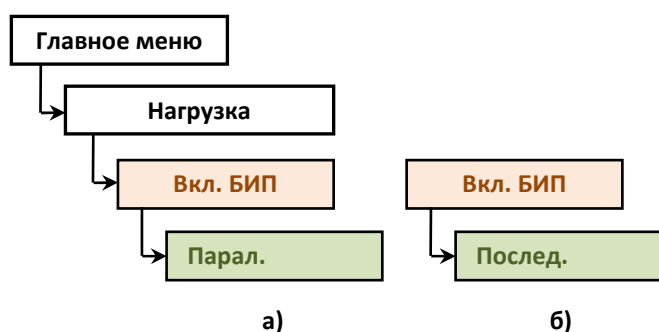 Главное меню
Нагрузка
Вкл. БИП
Вкл. БИП
Парал.
Послед.
а)
б)